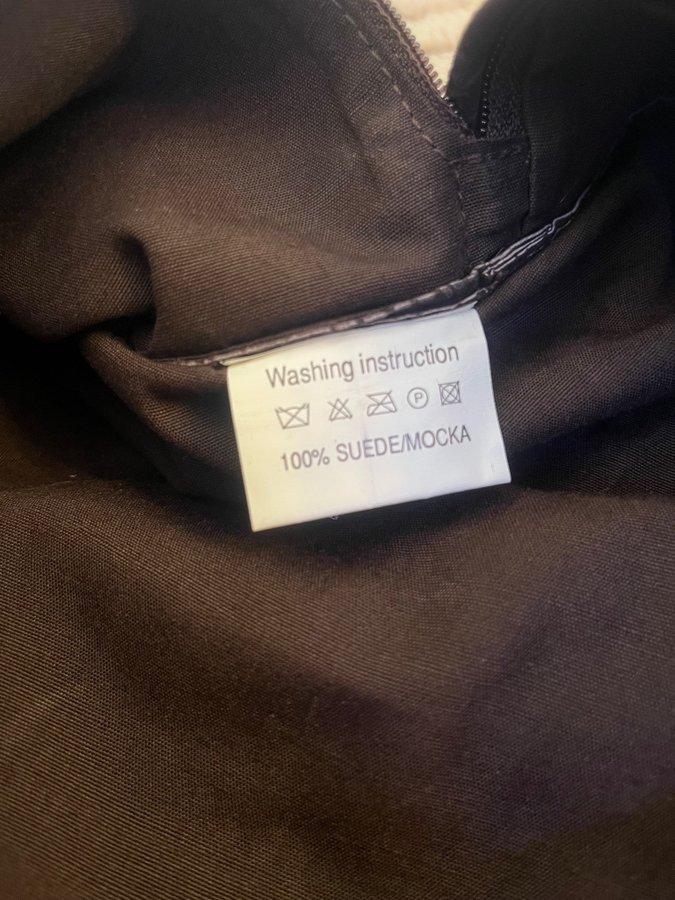 Washing instruction
P
100% SUEDE/MOCKA